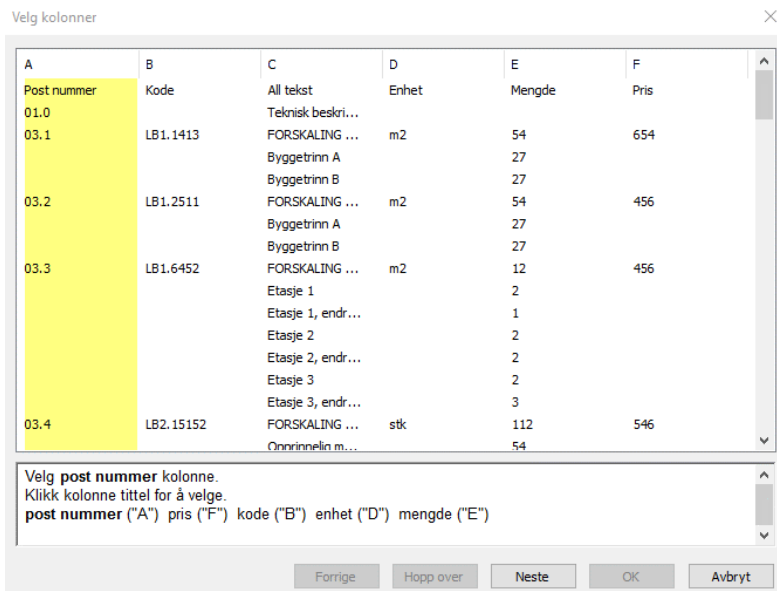 Velg kolonner
A B C D E F
Post nummer Kode All tekst Enhet Mengde Pris
01.0 Teknisk beskri...
03.1 LB1.1413 FORSKALING ... m2 54 654
Byggetrinn A 27
Byggetrinn B 27
03.2 LB1.2511 FORSKALING ... m2 54 456
Byggetrinn A 27
Byggetrinn B 27
03.3 LB1.6452 FORSKALING ... m2 12 456
Etasje 1 2
Etasje 1, endr... 1
Etasje 2 2
Etasje 2, endr... 2
Etasje 3 2
Etasje 3, endr... 3
03.4 LB2.15152 FORSKALING ... stk 112 546
Opprinnelig m... 54
Velg post nummer kolonne.
Klikk kolonne tittel for å velge.
post nummer ("A") pris ("F") kode ("B") enhet ("D") mengde ("E")
Forrige Hopp over Neste OK Avbryt